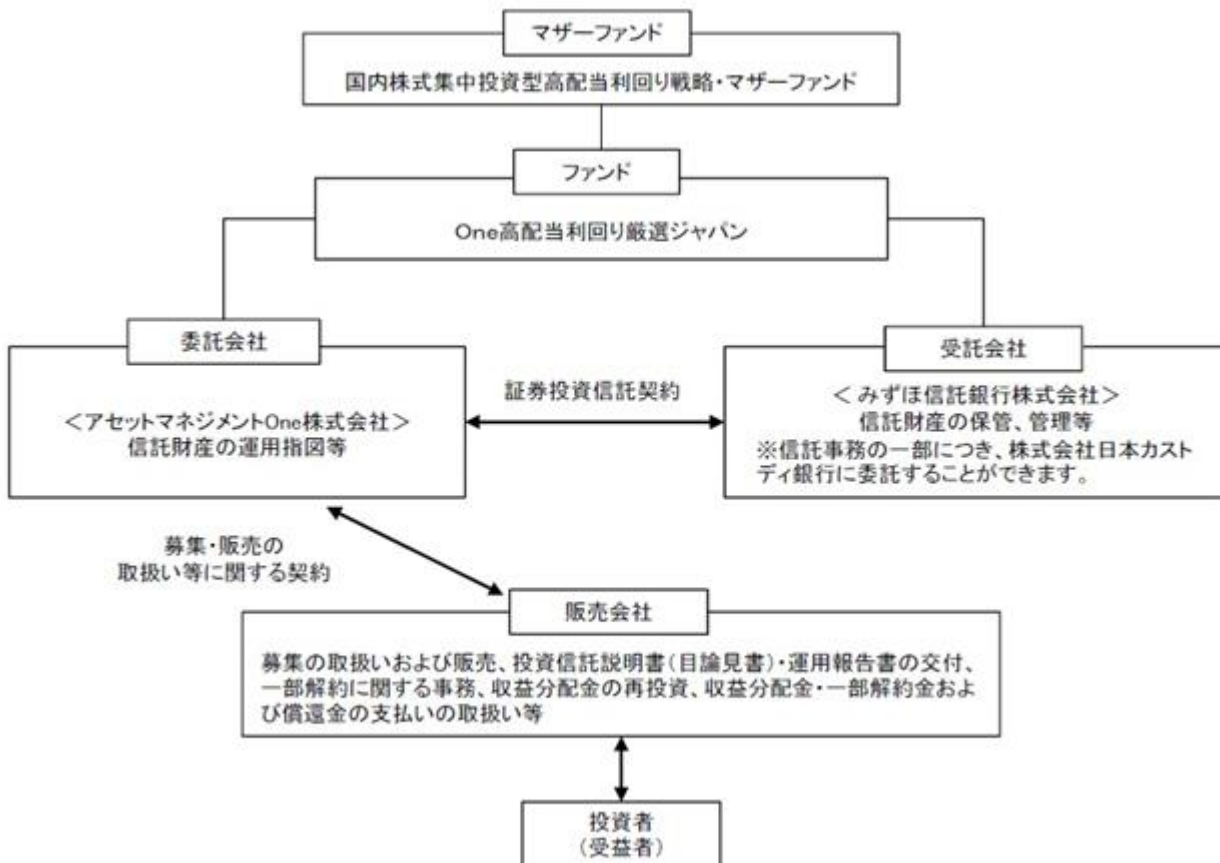 マザーファンド
国内株式集中投資型高配当利回り戦略・マザーファンド
ファンド
One高配当利回り厳選ジャパン
委託会社
＜アセットマネジメントOne株式会社＞
信託財産の運用指図等
証券投資信託契約
受託会社
＜みずほ信託銀行株式会社＞
信託財産の保管、管理等
※信託事務の一部につき、株式会社日本カスト
ディ銀行に委託することができます。
募集・販売の
取扱い等に関する契約
販売会社
募集の取扱いおよび販売、投資信託説明書（目論見書）・運用報告書の交付、
一部解約に関する事務、収益分配金の再投資、収益分配金・一部解約金およ
び償還金の支払いの取扱い等
投資者
（受益者）